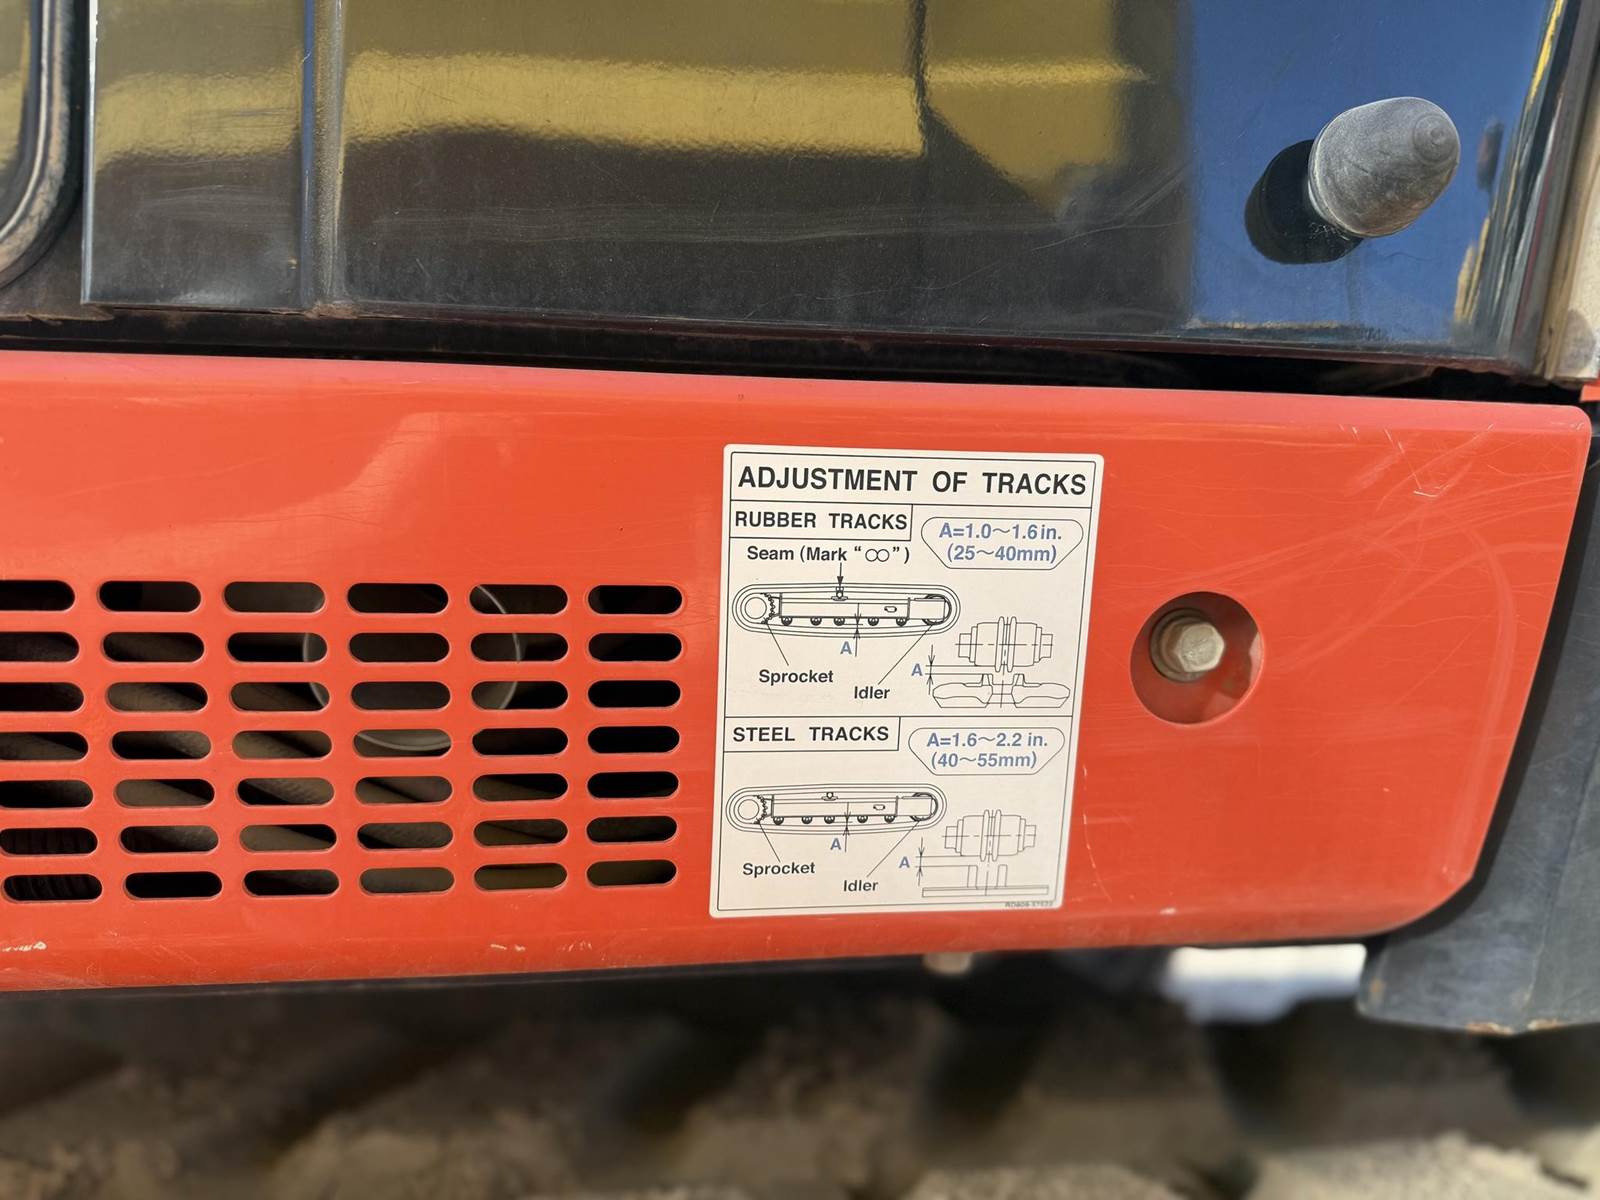 ADJUSTMENT OF TRACKS
RUBBER TRACKS
A=1.0～1.6in.
(25～40mm)
Seam (Mark “∞”)
A
A
Sprocket
Idler
STEEL TRACKS
A=1.6～2.2 in.
(40～55mm)
A
A
Sprocket
Idler